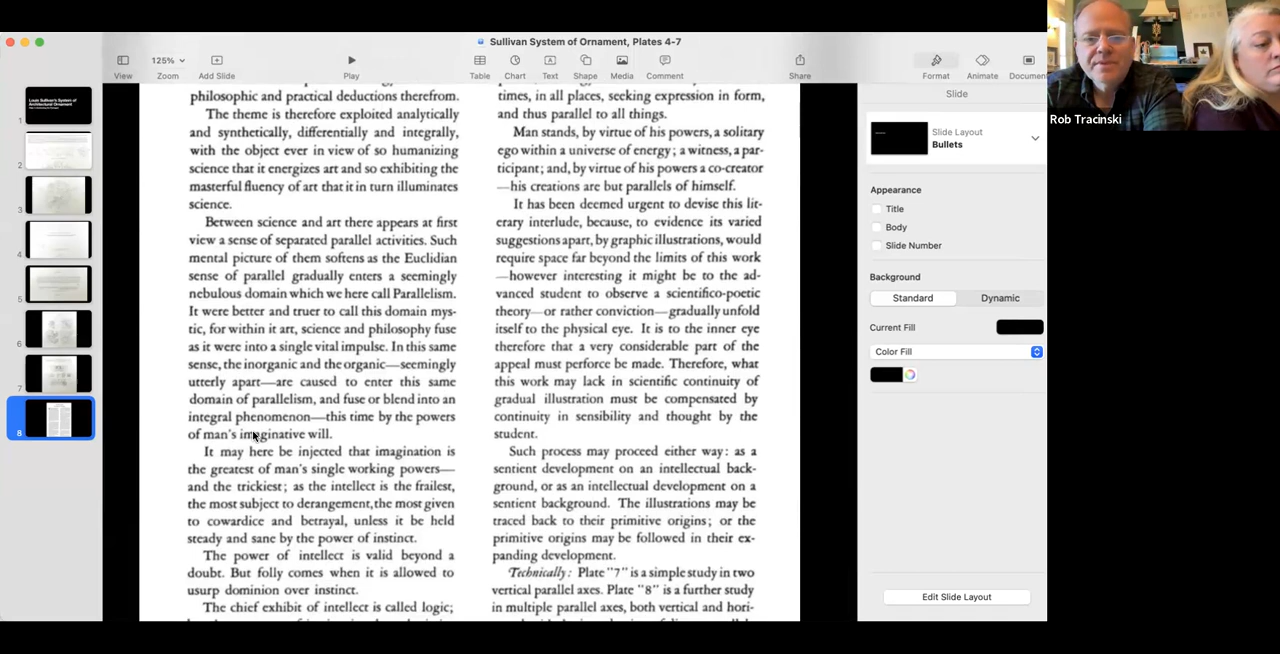 Sullivan System of Ornament, Plates 4-7
125%
View
Zoom
Add Slide
Play
Table
Chart
Text
Shape
Media
Comment
Share
Format
Animate
Documen
1
2
3
4
5
6
7
8
philosophic and practical deductions therefrom.
The theme is therefore exploited analytically
and synthetically, differentially and integrally,
with the object ever in view of so humanizing
science that it energizes art and so exhibiting the
masterful fluency of art that it in turn illuminates
science.
Between science and art there appears at first
view a sense of separated parallel activities. Such
mental picture of them softens as the Euclidian
sense of parallel gradually enters a seemingly
nebulous domain which we here call Parallelism.
It were better and truer to call this domain mys-
tic, for within it art, science and philosophy fuse
as it were into a single vital impulse. In this same
sense, the inorganic and the organic—seemingly
utterly apart—are caused to enter this same
domain of parallelism, and fuse or blend into an
integral phenomenon—this time by the powers
of man's imaginative will.
It may here be injected that imagination is
the greatest of man's single working powers—
and the trickiest; as the intellect is the frailest,
the most subject to derangement, the most given
to cowardice and betrayal, unless it be held
steady and sane by the power of instinct.
The power of intellect is valid beyond a
doubt. But folly comes when it is allowed to
usurp dominion over instinct.
The chief exhibit of intellect is called logic;
times, in all places, seeking expression in form,
and thus parallel to all things.
Man stands, by virtue of his powers, a solitary
ego within a universe of energy; a witness, a par-
ticipant; and, by virtue of his powers a co-creator
—his creations are but parallels of himself.
It has been deemed urgent to devise this lit-
erary interlude, because, to evidence its varied
suggestions apart, by graphic illustrations, would
require space far beyond the limits of this work
—however interesting it might be to the ad-
vanced student to observe a scientifico-poetic
theory—or rather conviction—gradually unfold
itself to the physical eye. It is to the inner eye
therefore that a very considerable part of the
appeal must perforce be made. Therefore, what
this work may lack in scientific continuity of
gradual illustration must be compensated by
continuity in sensibility and thought by the
student.
Such process may proceed either way: as a
sentient development on an intellectual back-
ground, or as an intellectual development on a
sentient background. The illustrations may be
traced back to their primitive origins; or the
primitive origins may be followed in their ex-
panding development.
Technically: Plate "7" is a simple study in two
vertical parallel axes. Plate "8" is a further study
in multiple parallel axes, both vertical and hori-
Slide
Slide Layout
Bullets
Appearance
Title
Body
Slide Number
Background
Standard
Dynamic
Current Fill
Color Fill
Edit Slide Layout
Rob Tracinski